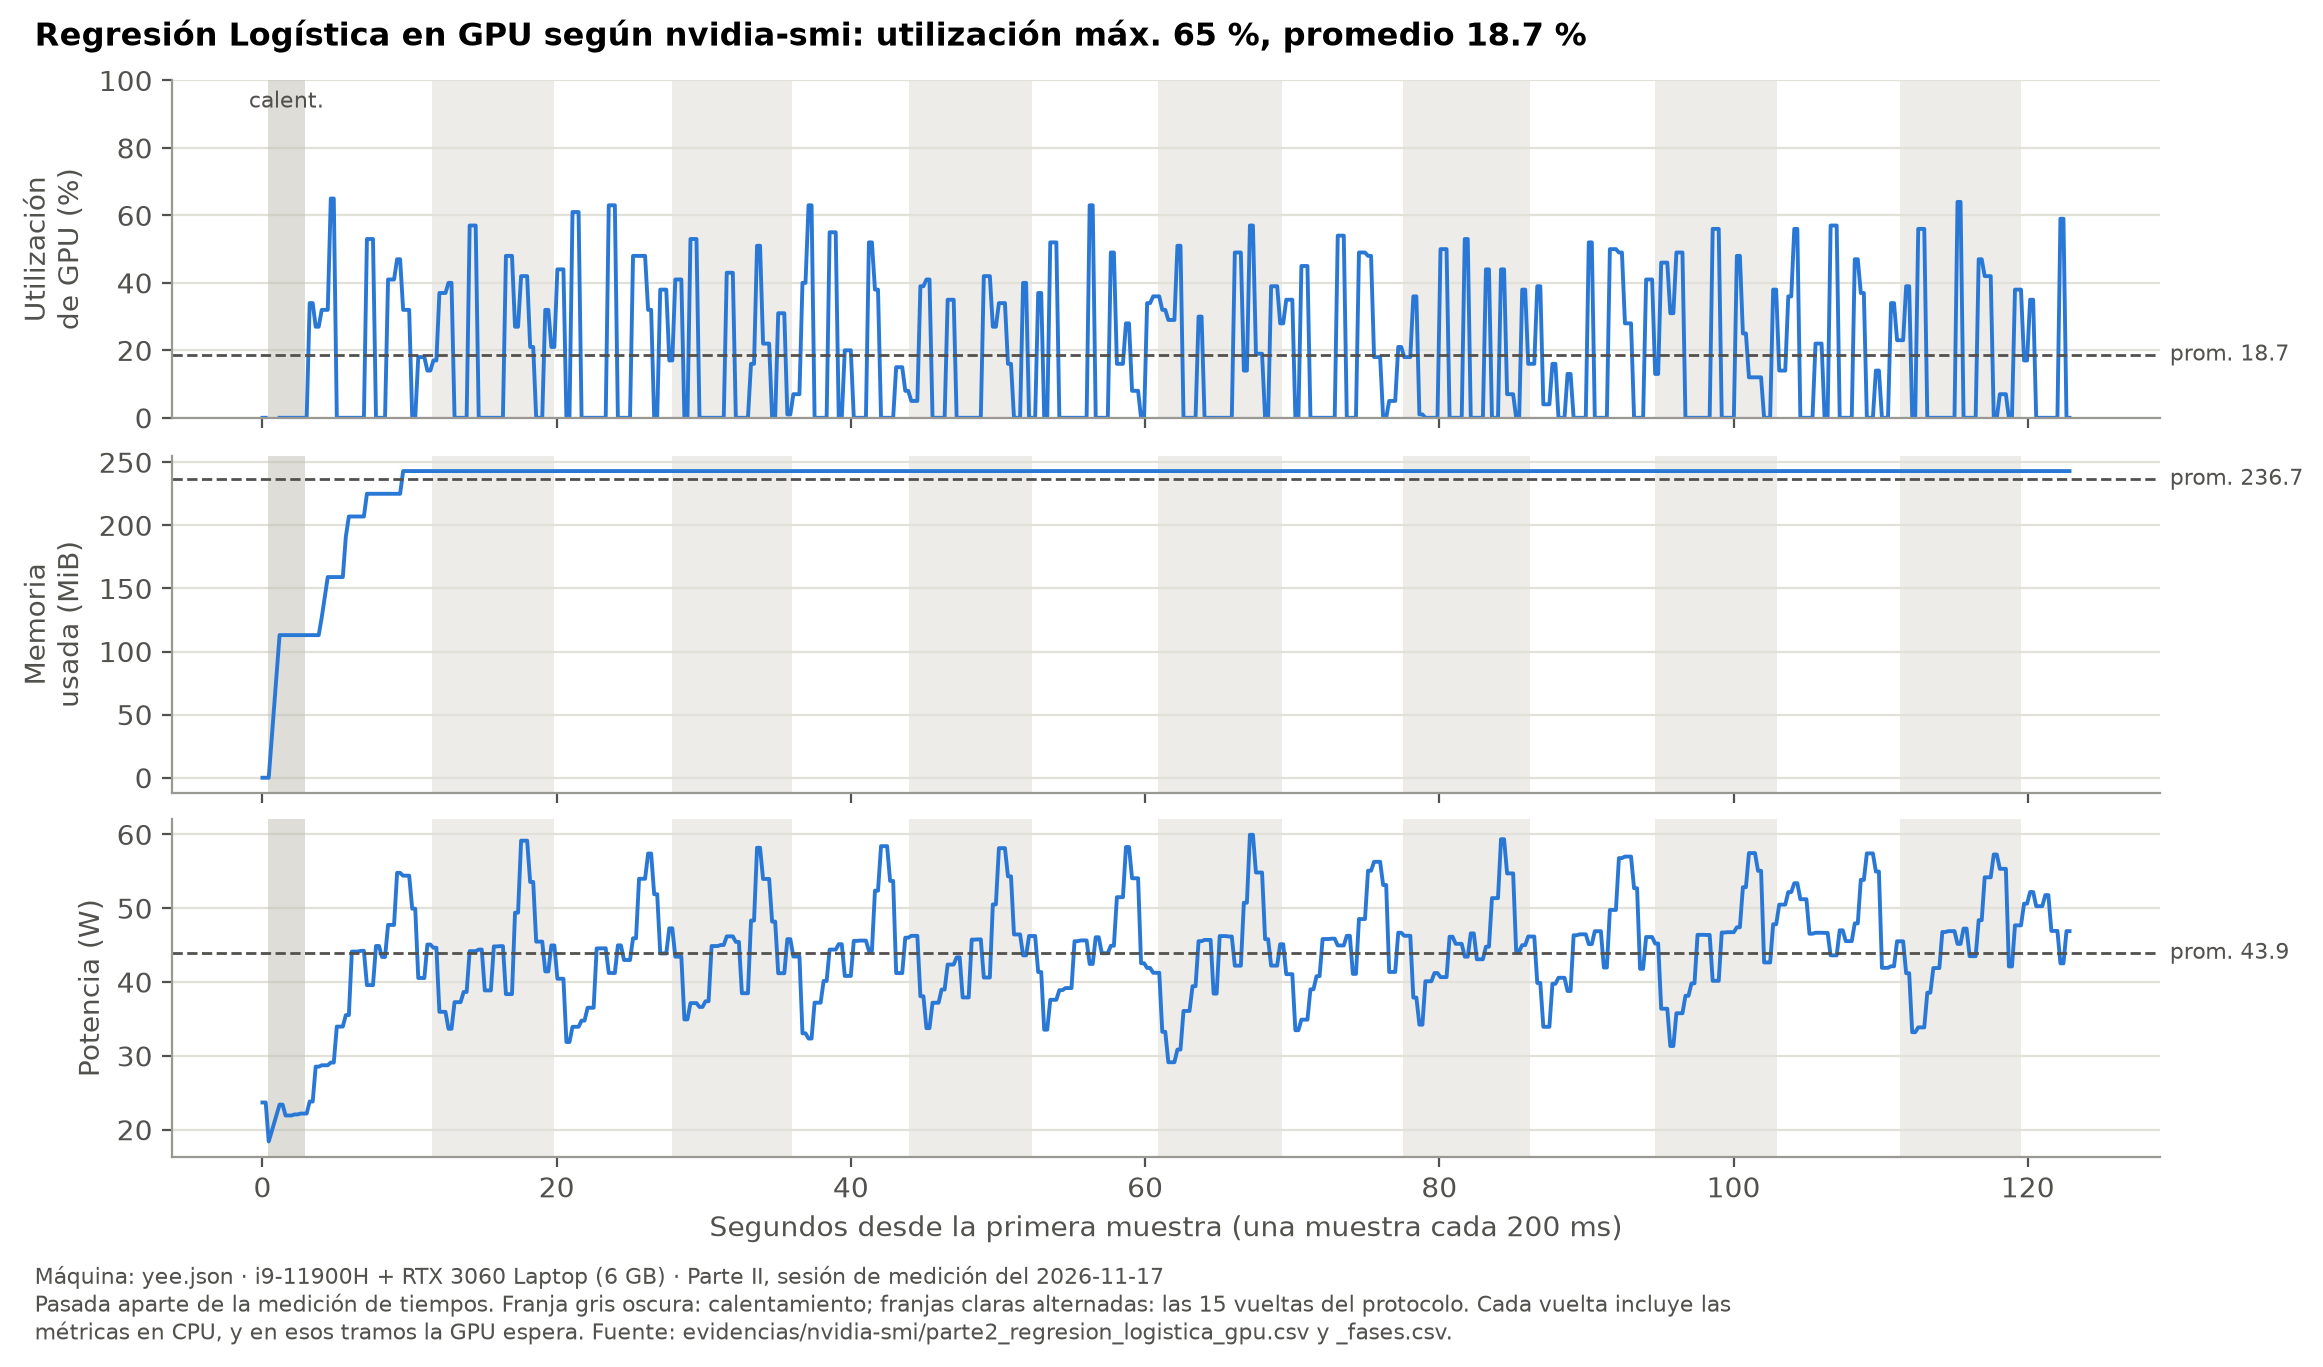 Regresión Logística en GPU según nvidia-smi: utilización máx. 65 %, promedio 18.7 %
calent.
Utilización
de GPU (%)
100
80
60
40
20
0
prom. 18.7
Memoria
usada (MiB)
250
200
150
100
50
0
prom. 236.7
Potencia (W)
60
50
40
30
20
prom. 43.9
0 20 40 60 80 100 120
Segundos desde la primera muestra (una muestra cada 200 ms)
Máquina: yee.json · i9-11900H + RTX 3060 Laptop (6 GB) · Parte II, sesión de medición del 2026-11-17
Pasada aparte de la medición de tiempos. Franja gris oscura: calentamiento; franjas claras alternadas: las 15 vueltas del protocolo. Cada vuelta incluye las
métricas en CPU, y en esos tramos la GPU espera. Fuente: evidencias/nvidia-smi/parte2_regresion_logistica_gpu.csv y _fases.csv.